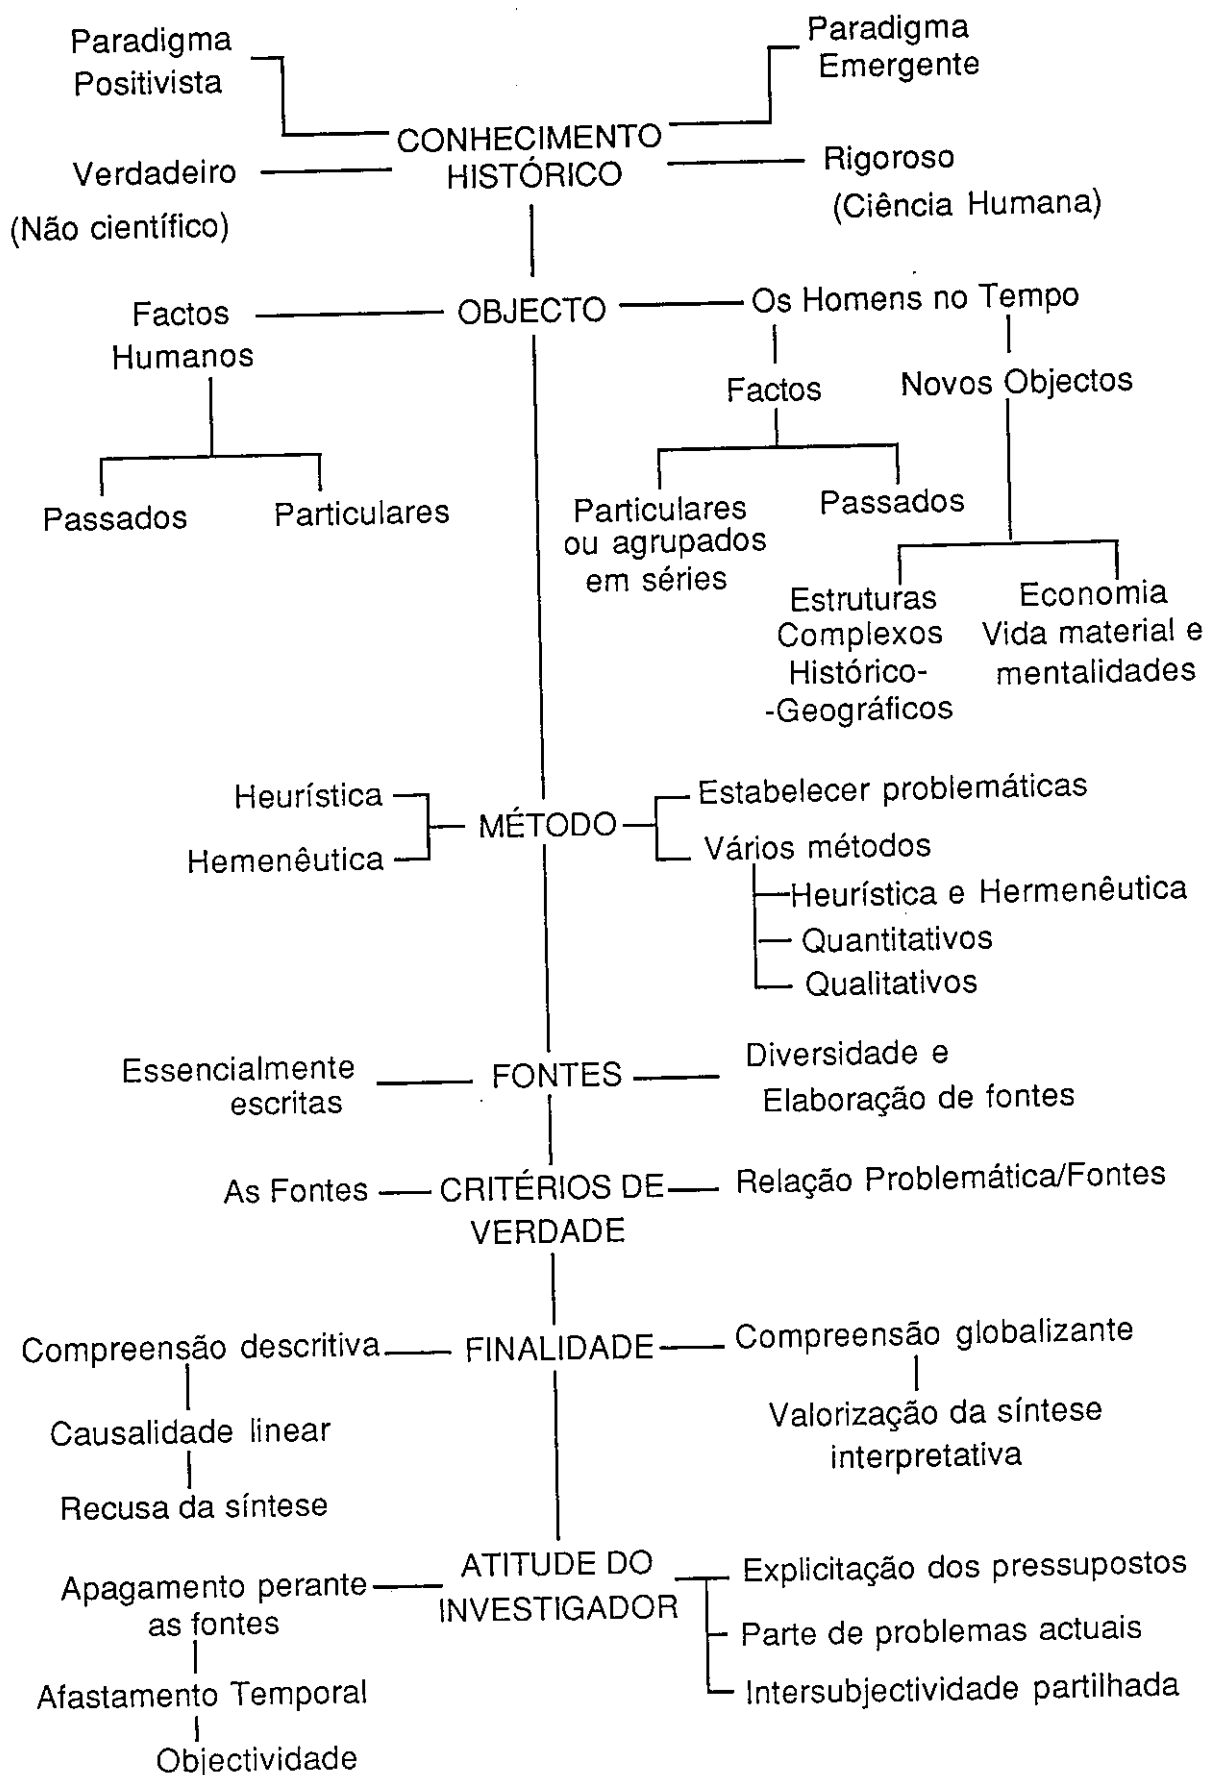 Paradigma
Positivista
Paradigma
Emergente
CONHECIMENTO
HISTÓRICO
Verdadeiro
(Não científico)
Rigoroso
(Ciência Humana)
Factos
Humanos
OBJECTO
Os Homens no Tempo
Passados
Particulares
Factos
Novos Objectos
Particulares
ou agrupados
em séries
Passados
Estruturas
Complexos
Histórico-
-Geográficos
Economia
Vida material e
mentalidades
Heurística
Hemenêutica
MÉTODO
Estabelecer problemáticas
Vários métodos
Heurística e Hermenêutica
Quantitativos
Qualitativos
Essencialmente
escritas
FONTES
Diversidade e
Elaboração de fontes
As Fontes
CRITÉRIOS DE
VERDADE
Relação Problemática/Fontes
Compreensão descritiva
FINALIDADE
Compreensão globalizante
Causalidade linear
Recusa da síntese
Valorização da síntese
interpretativa
Apagamento perante
as fontes
ATITUDE DO
INVESTIGADOR
Explicitação dos pressupostos
Parte de problemas actuais
Intersubjectividade partilhada
Afastamento Temporal
Objectividade